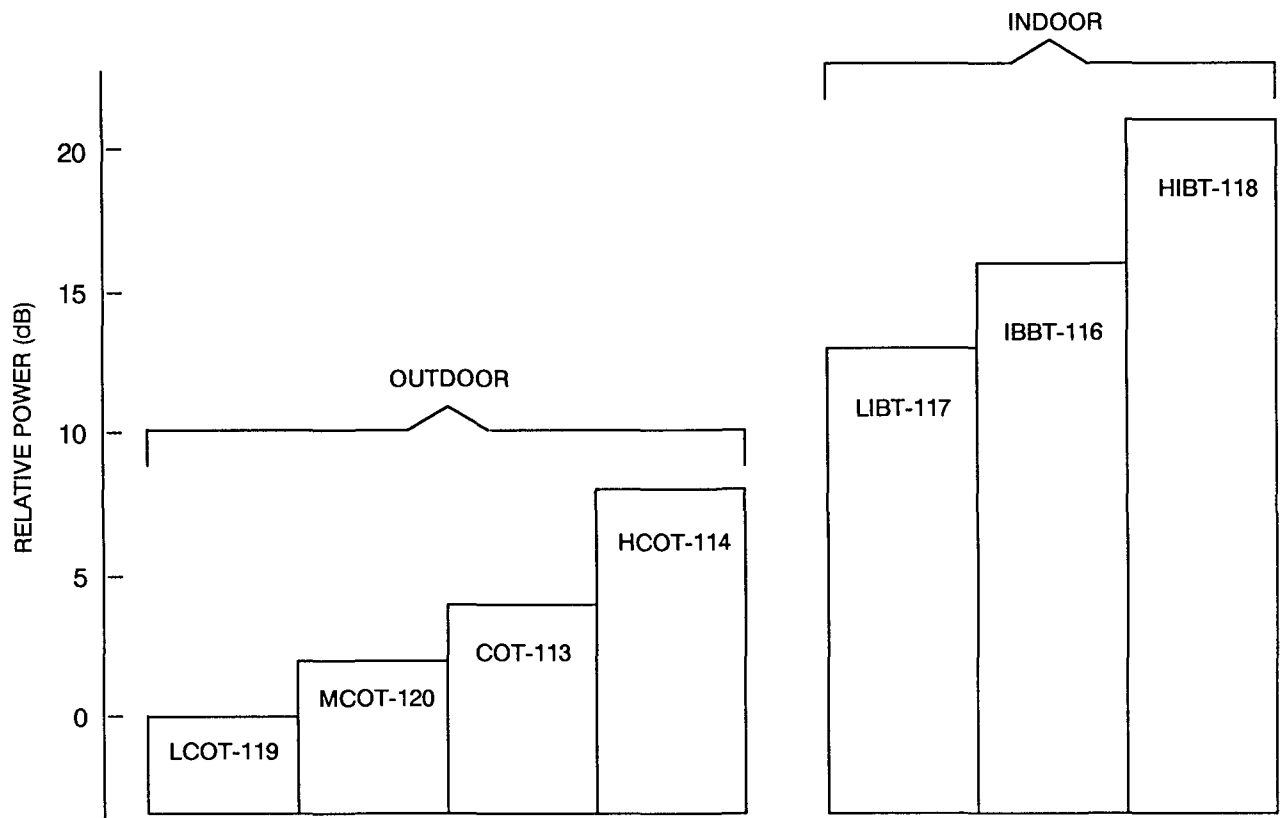 INDOOR
20
HIBT-118
15
IBBT-116
RELATIVE POWER (dB)
LIBT-117
OUTDOOR
10
HCOT-114
5
COT-113
MCOT-120
0
LCOT-119